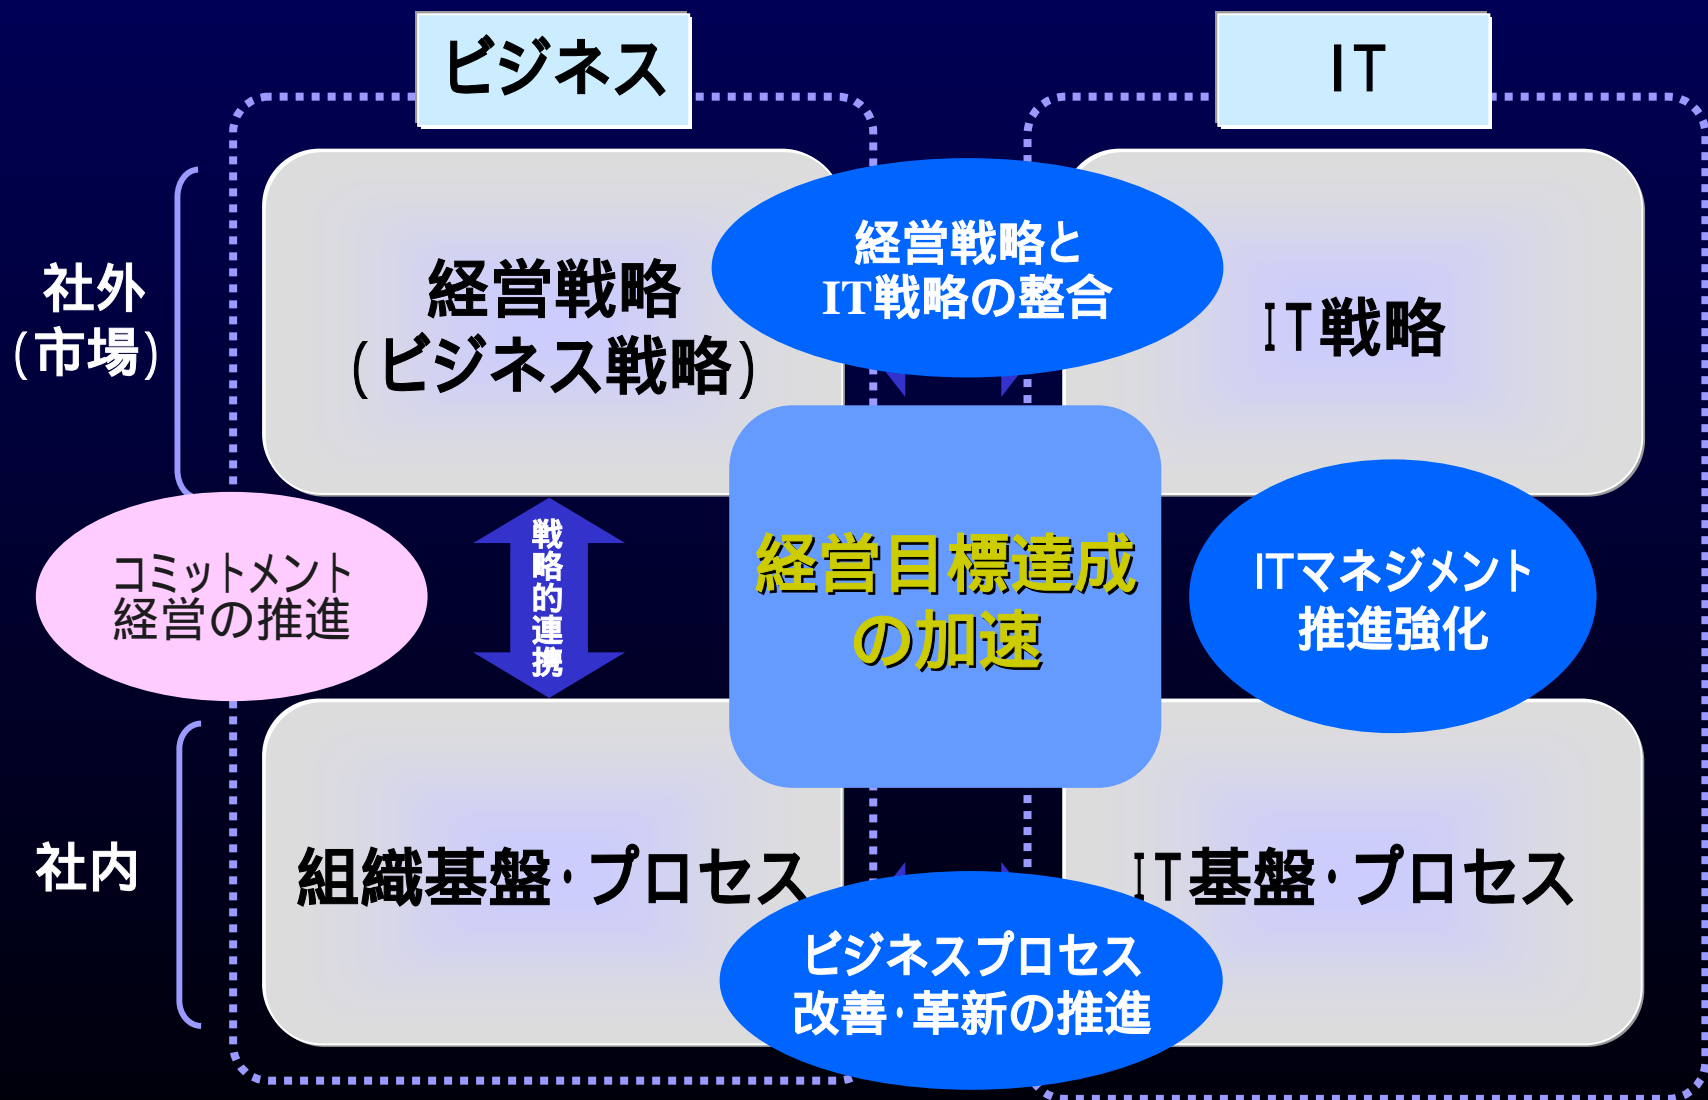 ビジネス
IT
社外
(市場)
経営戦略
(ビジネス戦略)
経営戦略と
IT戦略の整合
IT戦略
コミットメント
経営の推進
戦略的連携
経営目標達成
の加速
ITマネジメント
推進強化
社内
組織基盤・プロセス
IT基盤・プロセス
ビジネスプロセス
改善・革新の推進